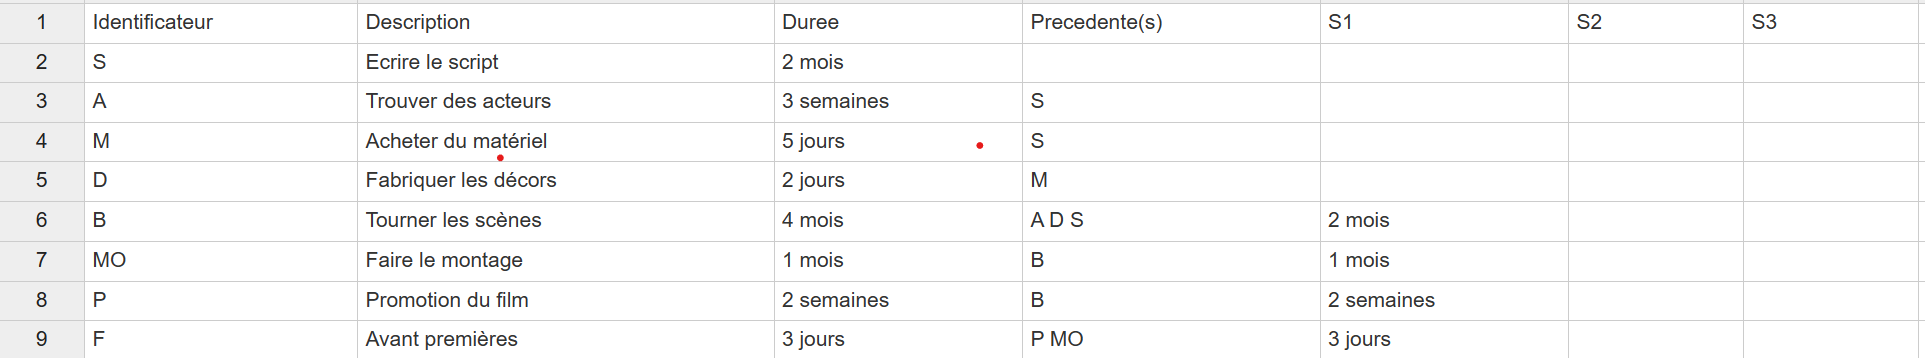 1 Identificateur Description Duree Precedente(s) S1 S2 S3
2 S Ecrire le script 2 mois
3 A Trouver des acteurs 3 semaines S
4 M Acheter du matériel 5 jours S
5 D Fabriquer les décors 2 jours M
6 B Tourner les scènes 4 mois A D S 2 mois
7 MO Faire le montage 1 mois B 1 mois
8 P Promotion du film 2 semaines B 2 semaines
9 F Avant premières 3 jours P MO 3 jours